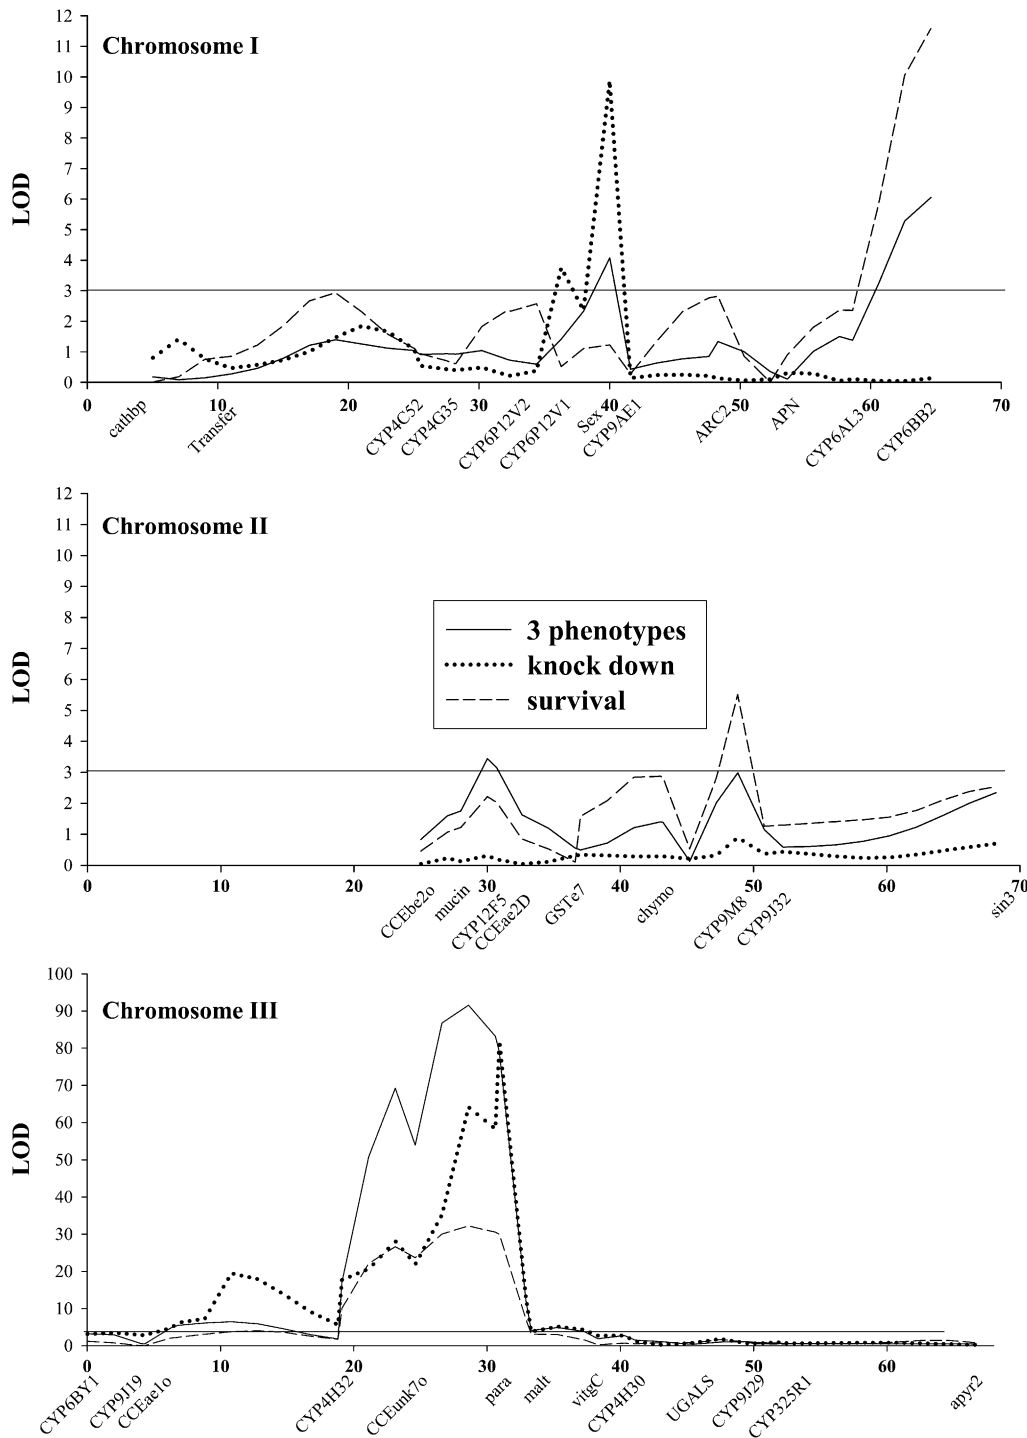 12
11
Chromosome I
10
9
8
7
LOD
6
5
4
3
2
1
0
0 10 20 30 40 50 60 70
cathbp Transfer CYP4C52 CYP4G35 CYP6P12V2 CYP6P12V1 Sex CYP9AE1 ARC2 APN CYP6AL3 CYP6BB2
12
11
Chromosome II
10
9
8
3 phenotypes
knock down
survival
7
LOD
6
5
4
3
2
1
0
0 10 20 30 40 50 60 70
CCEbe2o mucin CYP12F5 CCEae2D GSTe7 chymo CYP9M8 CYP9J32 sin3
100
90
Chromosome III
80
70
60
LOD
50
40
30
20
10
0
0 10 20 30 40 50 60
CYP6BY1 CYP9J19 CCEae1o CYP4H32 CCEunk7o para malt vitgC CYP4H30 UGALS CYP9J29 CYP325R1 apyr2